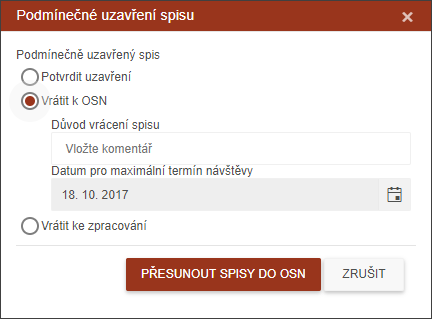 Podmínečné uzavření spisu
Podmínečně uzavřený spis
Potvrdit uzavření
Vrátit k OSN
Důvod vrácení spisu
Vložte komentář
Datum pro maximální termín návštěvy
18. 10. 2017
Vrátit ke zpracování
PŘESUNOUT SPISY DO OSN
ZRUŠIT